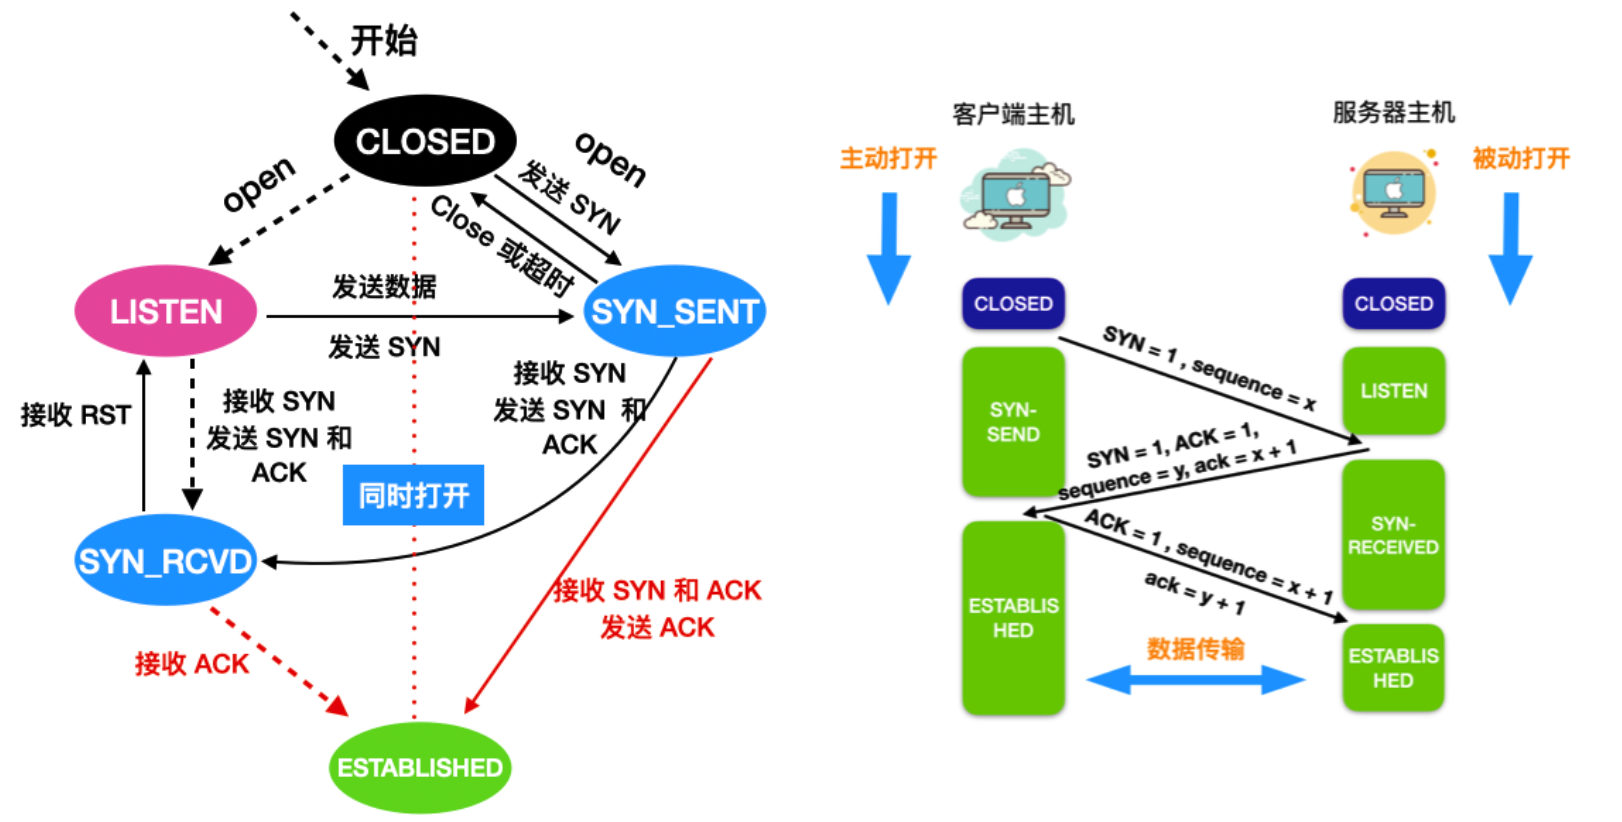 开始
CLOSED
open
open
发送 SYN
Close 或超时
LISTEN
发送数据
发送 SYN
SYN_SENT
接收 RST
接收 SYN
发送 SYN 和
ACK
接收 SYN
发送 SYN 和
ACK
同时打开
SYN_RCVD
接收 ACK
接收 SYN 和 ACK
发送 ACK
ESTABLISHED
客户端主机
服务器主机
主动打开
被动打开
CLOSED
CLOSED
SYN = 1 , sequence = x
SYN-
SEND
LISTEN
SYN = 1, ACK = 1,
sequence = y, ack = x + 1
ACK = 1 , sequence = x + 1
ack = y + 1
SYN-
RECEIVED
ESTABLIS
HED
数据传输
ESTABLIS
HED